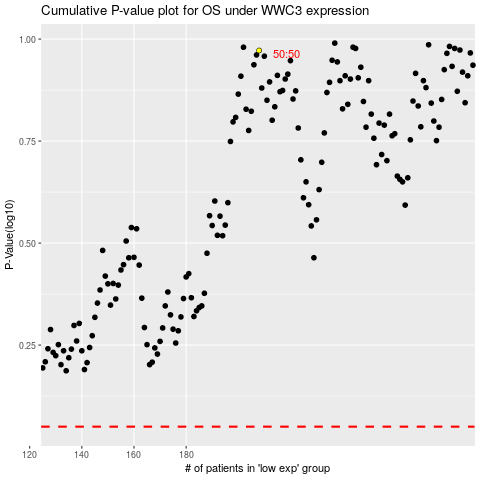 Cumulative P-value plot for OS under WWC3 expression
P-Value(log10)
1.00
0.75
0.50
0.25
50:50
120 140 160 180
# of patients in 'low exp' group